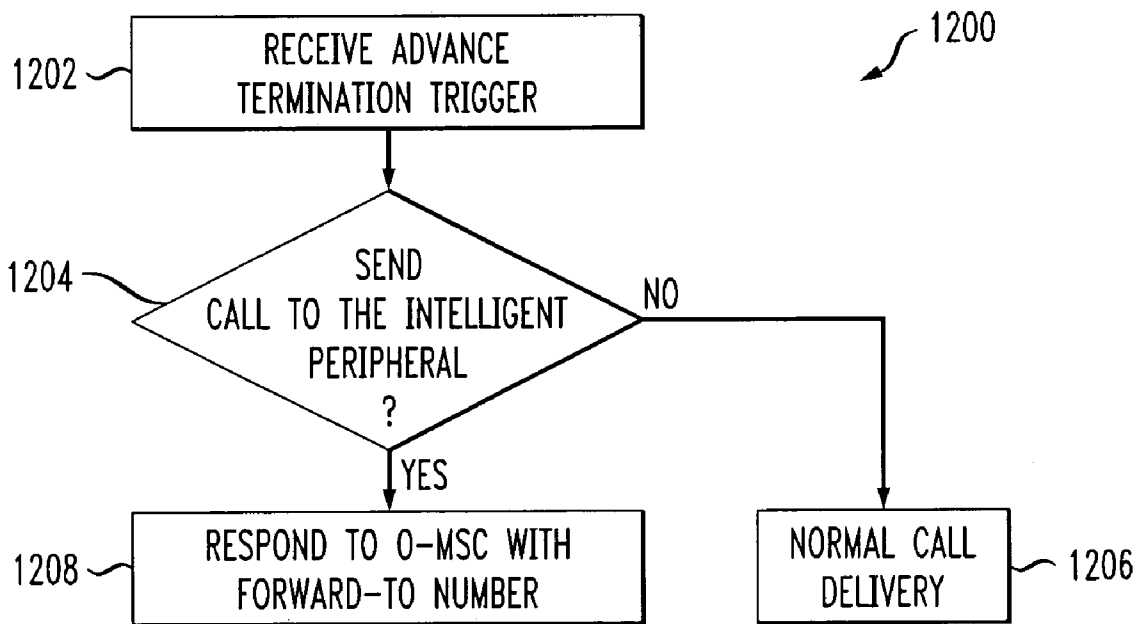 1200
1202
RECEIVE ADVANCE
TERMINATION TRIGGER
1204
SEND
CALL TO THE INTELLIGENT
PERIPHERAL
?
NO
YES
1208
RESPOND TO O-MSC WITH
FORWARD-TO NUMBER
NORMAL CALL
DELIVERY
1206